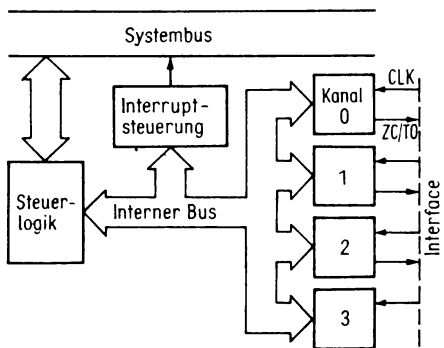 Systembus
Interrupt-
steuerung
Kanal
0
CLK
ZC/TO
Steuer-
logik
Interner Bus
1
2
3
Interface